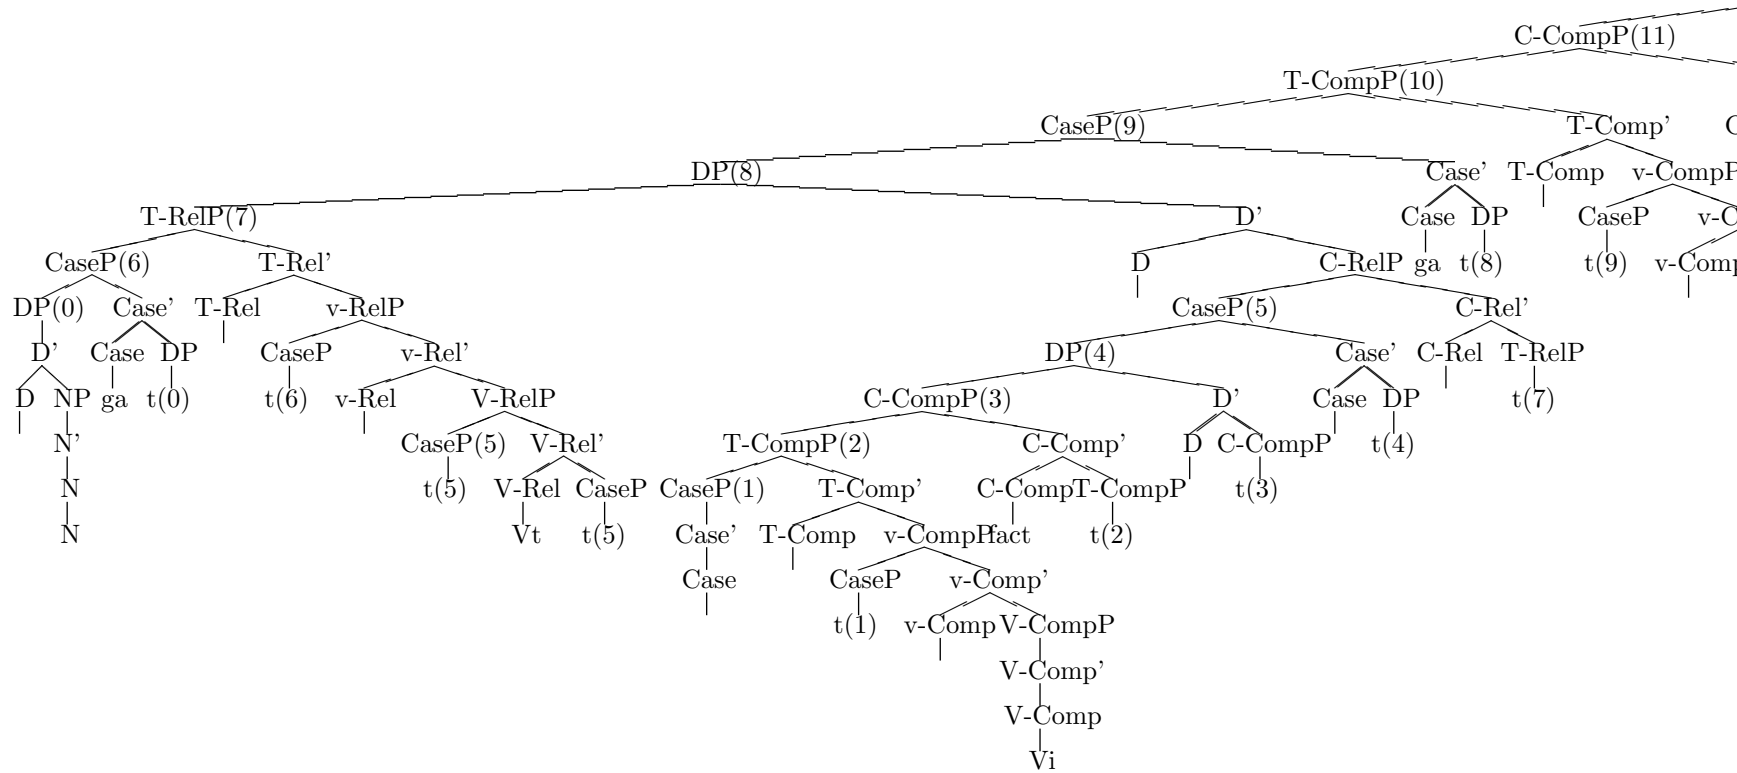 C-CompP(11)
T-CompP(10)
CaseP(9) T-Comp’ C
DP(8) Case’ T-Comp v-CompP
T-RelP(7) D’ Case DP CaseP v-C
CaseP(6) T-Rel’ D C-RelP ga t(8) t(9) v-Comp
DP(0) Case’ T-Rel v-RelP CaseP(5) C-Rel’
D’ Case DP CaseP v-Rel’ DP(4) Case’ C-Rel T-RelP
D NP ga t(0) t(6) v-Rel V-RelP C-CompP(3) D’ Case DP t(7)
N’ CaseP(5) V-Rel’ T-CompP(2) C-Comp’ D C-CompP t(4)
N t(5) V-Rel CaseP CaseP(1) T-Comp’ C-Comp T-CompP t(3)
N Vt t(5) Case’ T-Comp v-CompP fact t(2)
Case CaseP v-Comp’
t(1) v-Comp V-CompP
V-Comp’
V-Comp
Vi